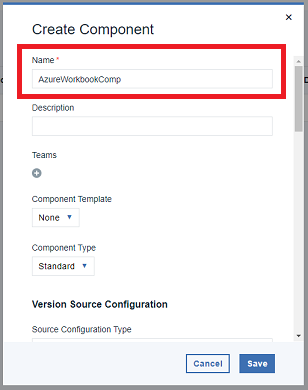 Create Component
Name *
AzureWorkbookComp
Description
Teams
Component Template
None
Component Type
Standard
Version Source Configuration
Source Configuration Type
Cancel
Save